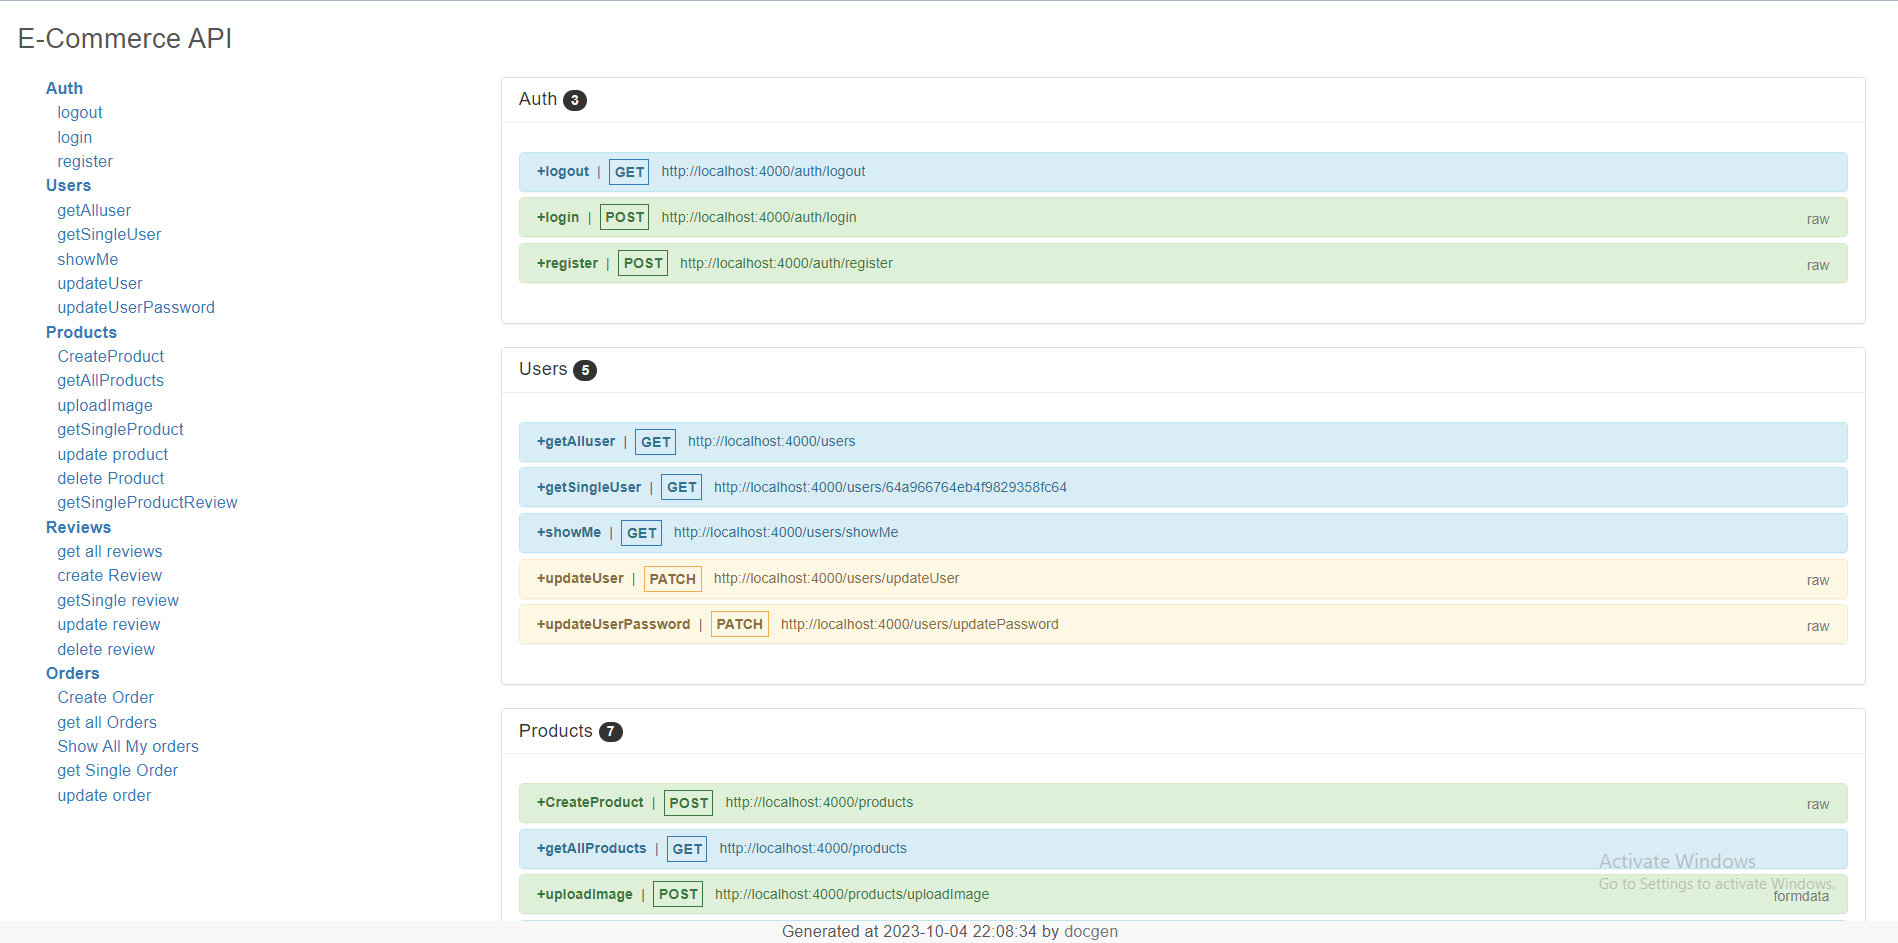 E-Commerce API
Auth
logout
login
register
Users
getAlluser
getSingleUser
showMe
updateUser
updateUserPassword
Products
CreateProduct
getAllProducts
uploadImage
getSingleProduct
update product
delete Product
getSingleProductReview
Reviews
get all reviews
create Review
getSingle review
update review
delete review
Orders
Create Order
get all Orders
Show All My orders
get Single Order
update order
Auth 3
+logout | GET http://localhost:4000/auth/logout
+login | POST http://localhost:4000/auth/login raw
+register | POST http://localhost:4000/auth/register raw
Users 5
+getAlluser | GET http://localhost:4000/users
+getSingleUser | GET http://localhost:4000/users/64a966764eb4f9829358fc64
+showMe | GET http://localhost:4000/users/showMe
+updateUser | PATCH http://localhost:4000/users/updateUser raw
+updateUserPassword | PATCH http://localhost:4000/users/updatePassword raw
Products 7
+CreateProduct | POST http://localhost:4000/products raw
+getAllProducts | GET http://localhost:4000/products
+uploadImage | POST http://localhost:4000/products/uploadImage formdata
Activate Windows
Go to Settings to activate Windows.
Generated at 2023-10-04 22:08:34 by docgen